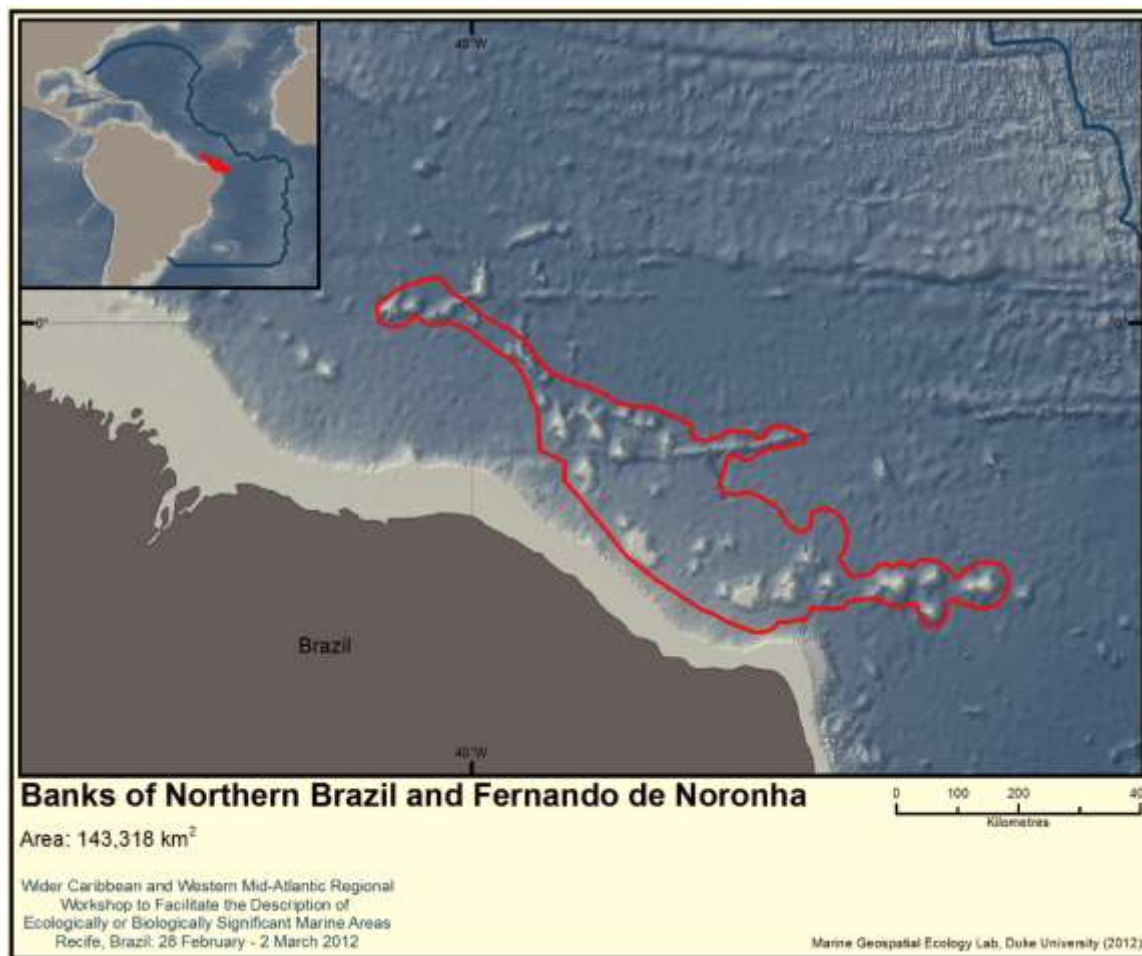 40°W
0°
0°
Brazil
40°W
Banks of Northern Brazil and Fernando de Noronha
0 100 200 40
Kilometres
Area: 143,318 km²
Wider Caribbean and Western Mid-Atlantic Regional
Workshop to Facilitate the Description of
Ecologically or Biologically Significant Marine Areas
Recife, Brazil: 28 February - 2 March 2012
Marine Geospatial Ecology Lab, Duke University (2012)